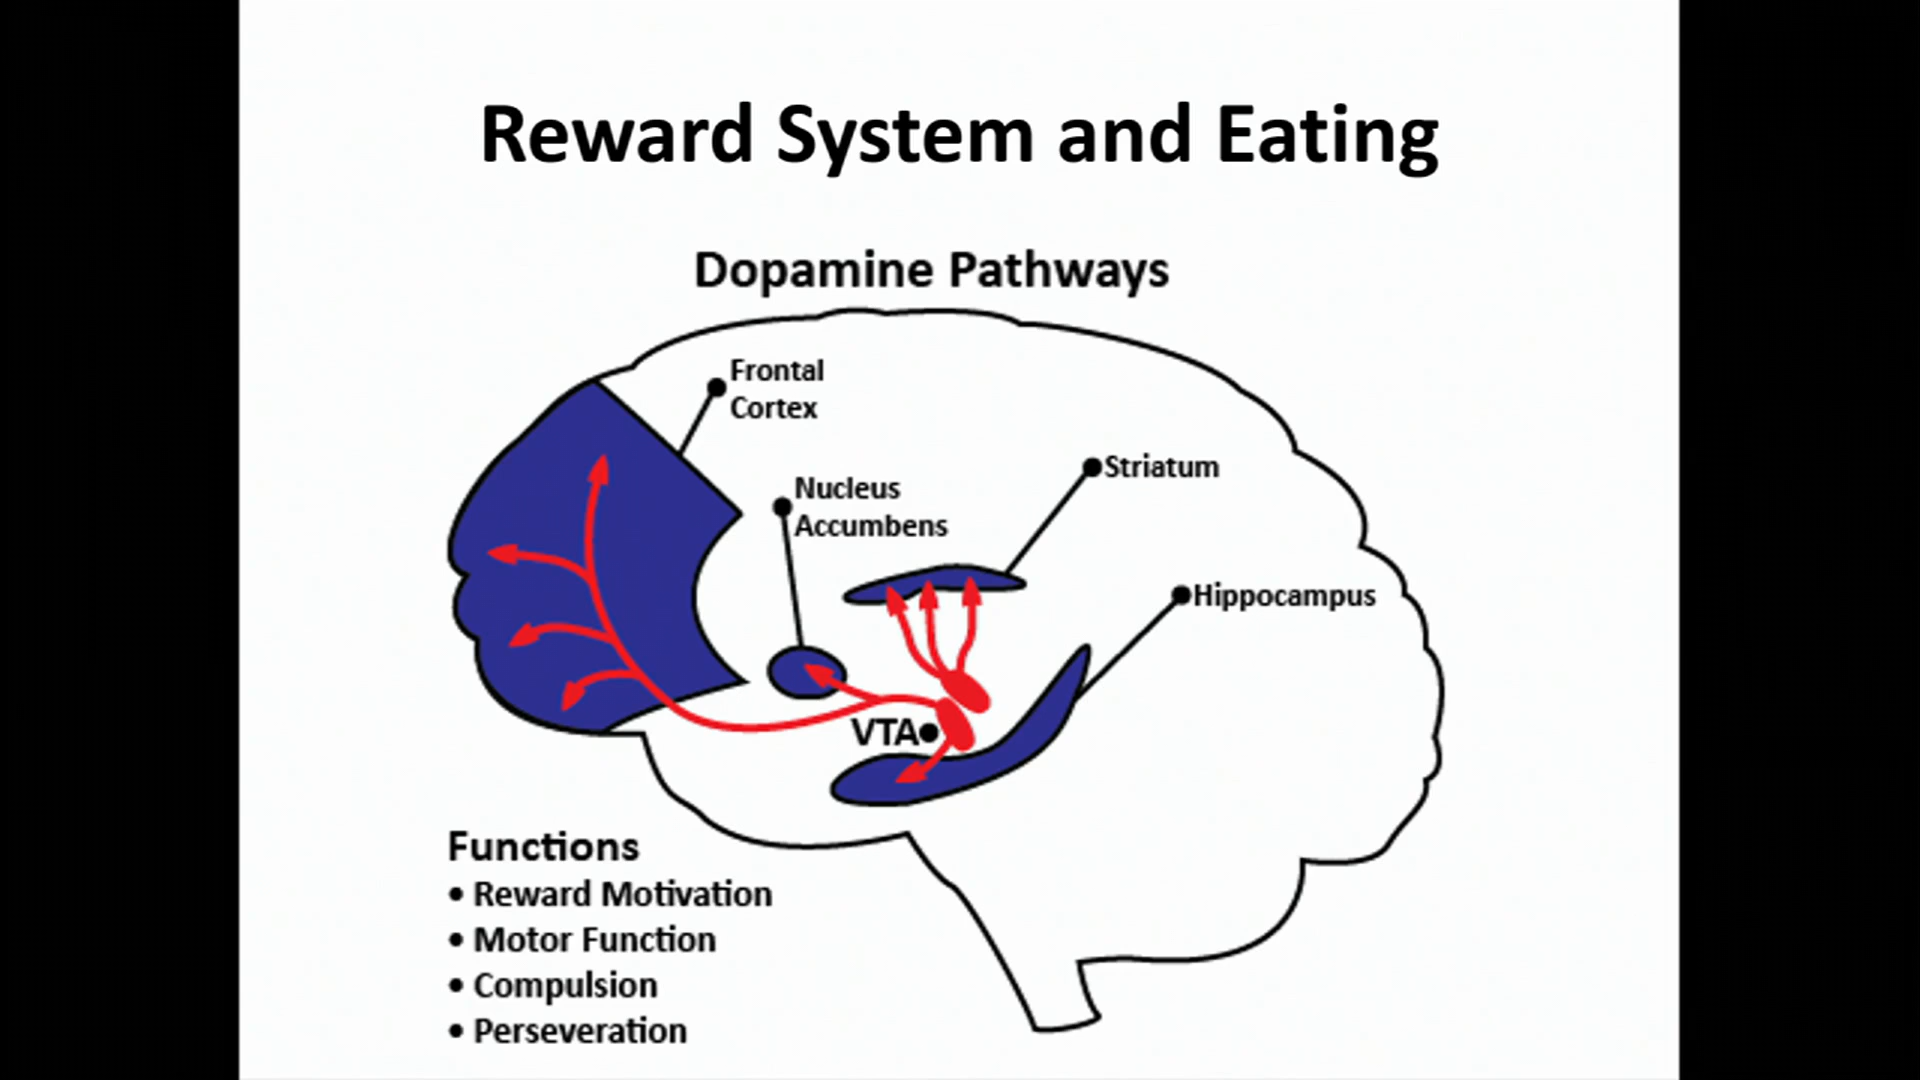 Reward System and Eating
Dopamine Pathways
Frontal
Cortex
Nucleus
Accumbens
Striatum
Hippocampus
VTA
Functions
• Reward Motivation
• Motor Function
• Compulsion
• Perseveration